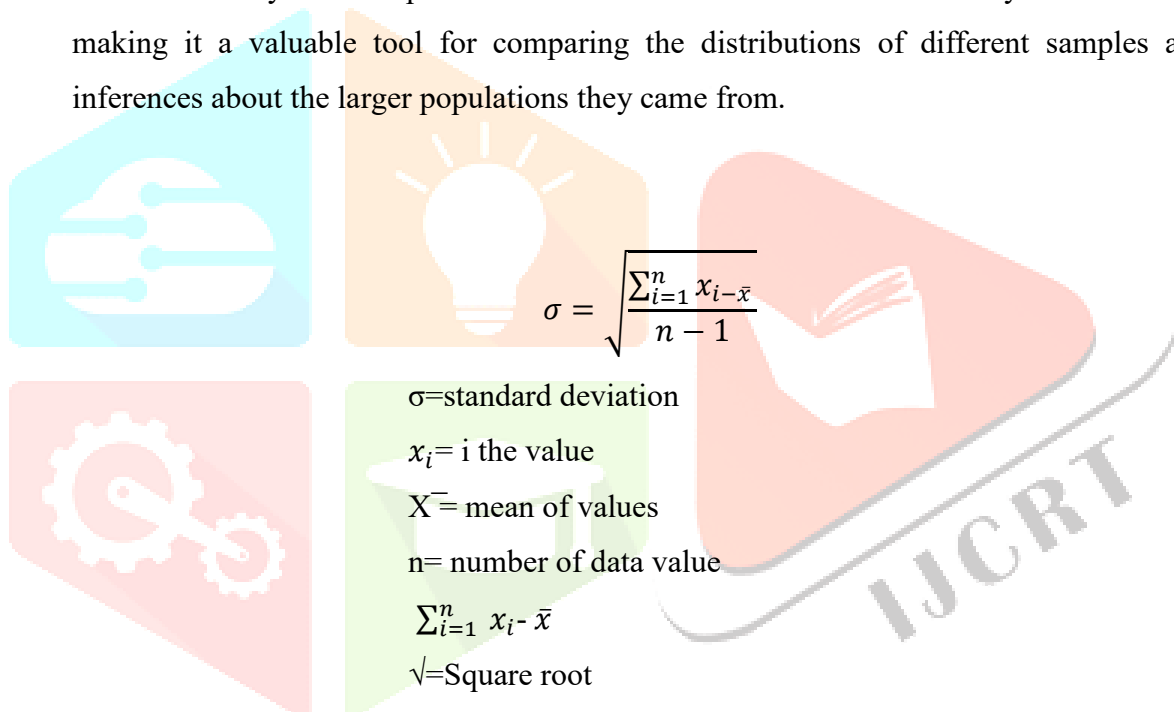 making it a valuable tool for comparing the distributions of different samples
inferences about the larger populations they came from.
σ = √((∑ⁿᵢ₌₁ xᵢ₋x̄)/(n − 1))
σ=standard deviation
xᵢ= i the value
X̅= mean of values
n= number of data value
∑ⁿᵢ₌₁ xᵢ- x̄
√=Square root
IJCRT